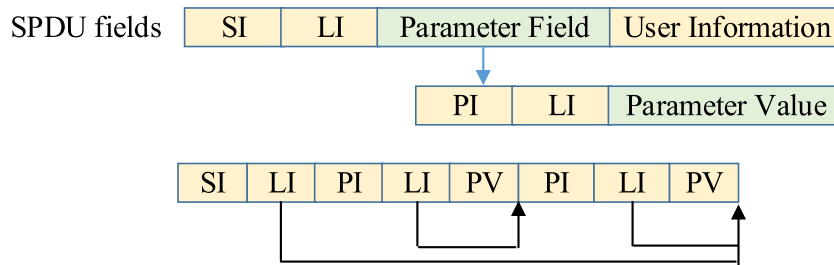 SPDU fields SI LI Parameter Field User Information
PI LI Parameter Value
SI LI PI LI PV PI LI PV